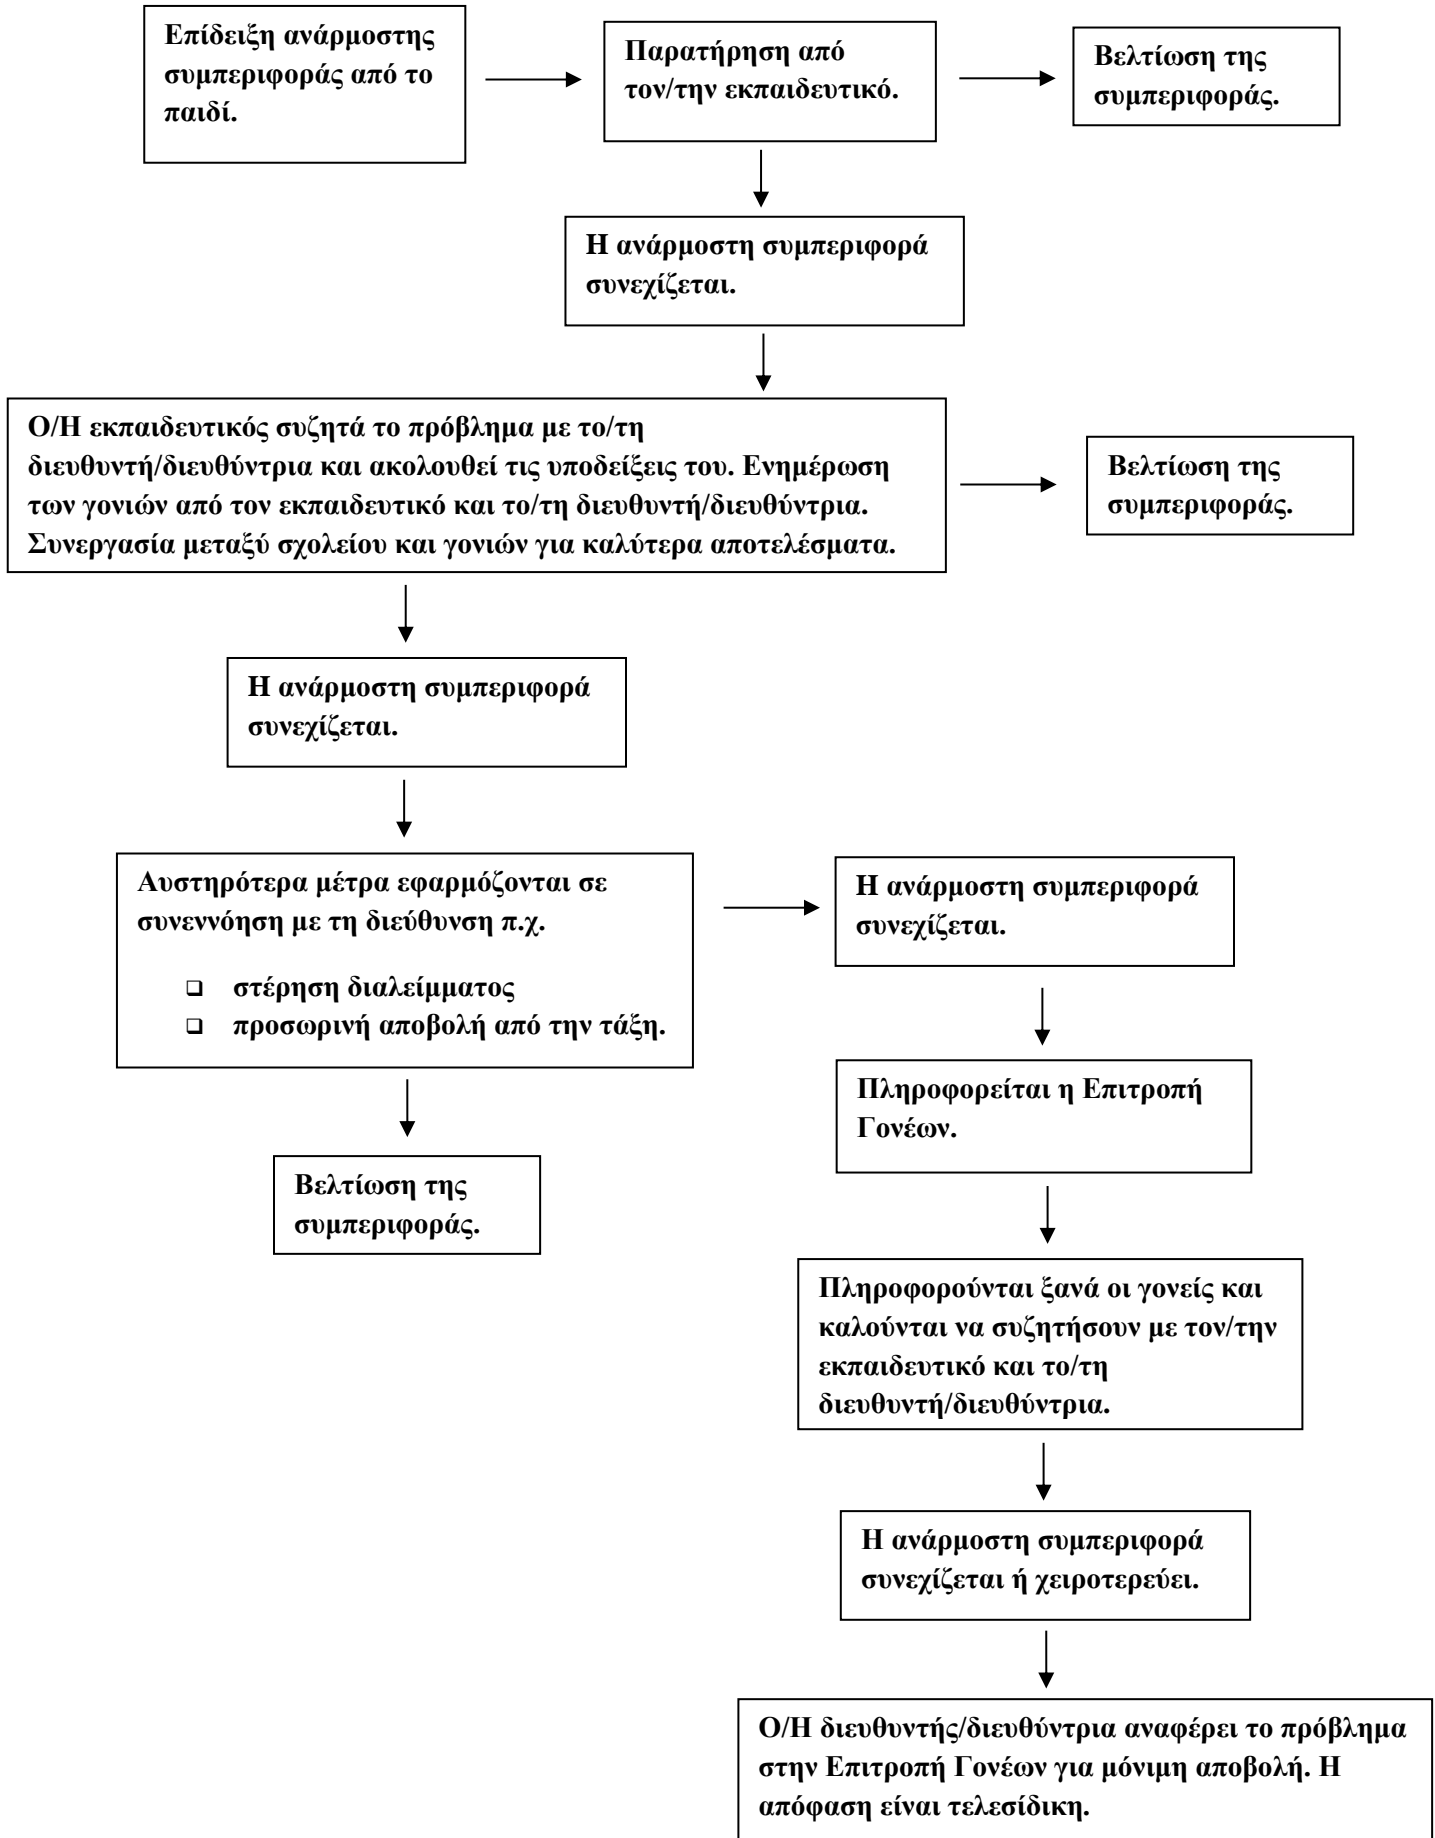 Επίδειξη ανάρμοστης
συμπεριφοράς από το
παιδί.
Παρατήρηση από
τον/την εκπαιδευτικό.
Βελτίωση της
συμπεριφοράς.
Η ανάρμοστη συμπεριφορά
συνεχίζεται.
Ο/Η εκπαιδευτικός συζητά το πρόβλημα με το/τη
διευθυντή/διευθύντρια και ακολουθεί τις υποδείξεις του. Ενημέρωση
των γονιών από τον εκπαιδευτικό και το/τη διευθυντή/διευθύντρια.
Συνεργασία μεταξύ σχολείου και γονιών για καλύτερα αποτελέσματα.
Βελτίωση της
συμπεριφοράς.
Η ανάρμοστη συμπεριφορά
συνεχίζεται.
Αυστηρότερα μέτρα εφαρμόζονται σε
συνεννόηση με τη διεύθυνση π.χ.
❑ στέρηση διαλείμματος
❑ προσωρινή αποβολή από την τάξη.
Η ανάρμοστη συμπεριφορά
συνεχίζεται.
Βελτίωση της
συμπεριφοράς.
Πληροφορείται η Επιτροπή
Γονέων.
Πληροφορούνται ξανά οι γονείς και
καλούνται να συζητήσουν με τον/την
εκπαιδευτικό και το/τη
διευθυντή/διευθύντρια.
Η ανάρμοστη συμπεριφορά
συνεχίζεται ή χειροτερεύει.
Ο/Η διευθυντής/διευθύντρια αναφέρει το πρόβλημα
στην Επιτροπή Γονέων για μόνιμη αποβολή. Η
απόφαση είναι τελεσίδικη.